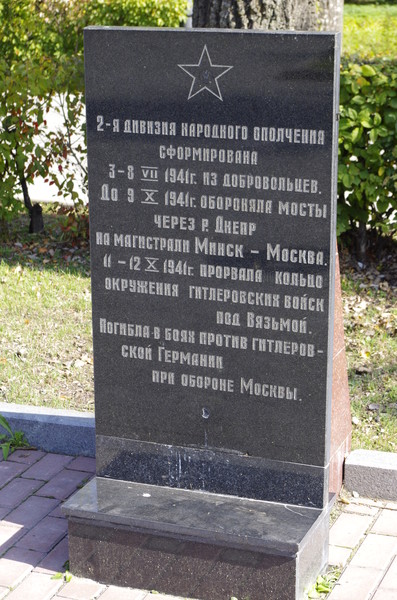 2-я дивизия народного ополчения
сформирована
3-8 VII 1941г. из добровольцев.
До 9 X 1941г. обороняла мосты
через р. Днепр
на магистрали Минск – Москва.
11-12 X 1941г. прорвала кольцо
окружения гитлеровских войск
под Вязьмой.
Погибла в боях против гитлеров-
ской Германии
при обороне Москвы.